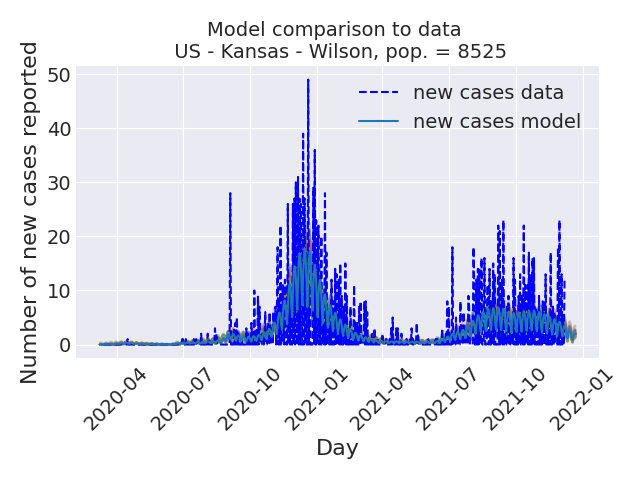 Model comparison to data
US - Kansas - Wilson, pop. = 8525
Number of new cases reported
50
40
30
20
10
0
new cases data
new cases model
2020-04
2020-07
2020-10
2021-01
2021-04
2021-07
2021-10
2022-01
Day